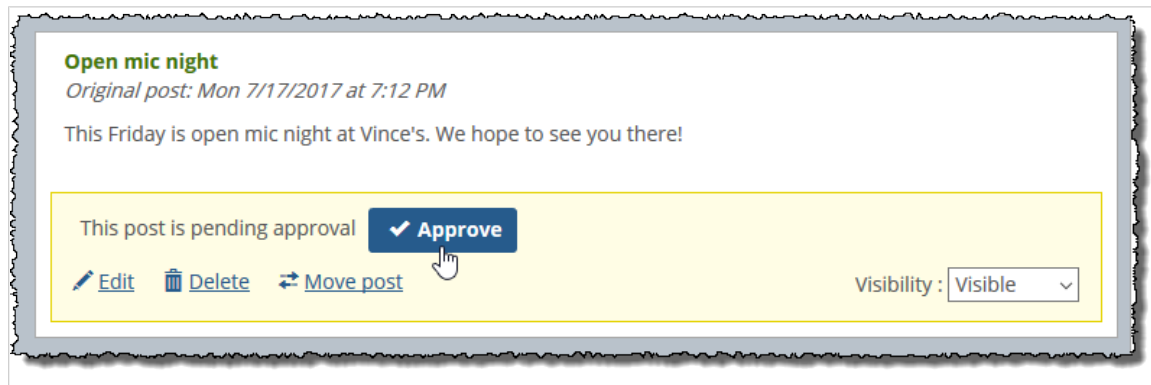 Open mic night
Original post: Mon 7/17/2017 at 7:12 PM
This Friday is open mic night at Vince's. We hope to see you there!
This post is pending approval Approve
Edit Delete Move post Visibility : Visible